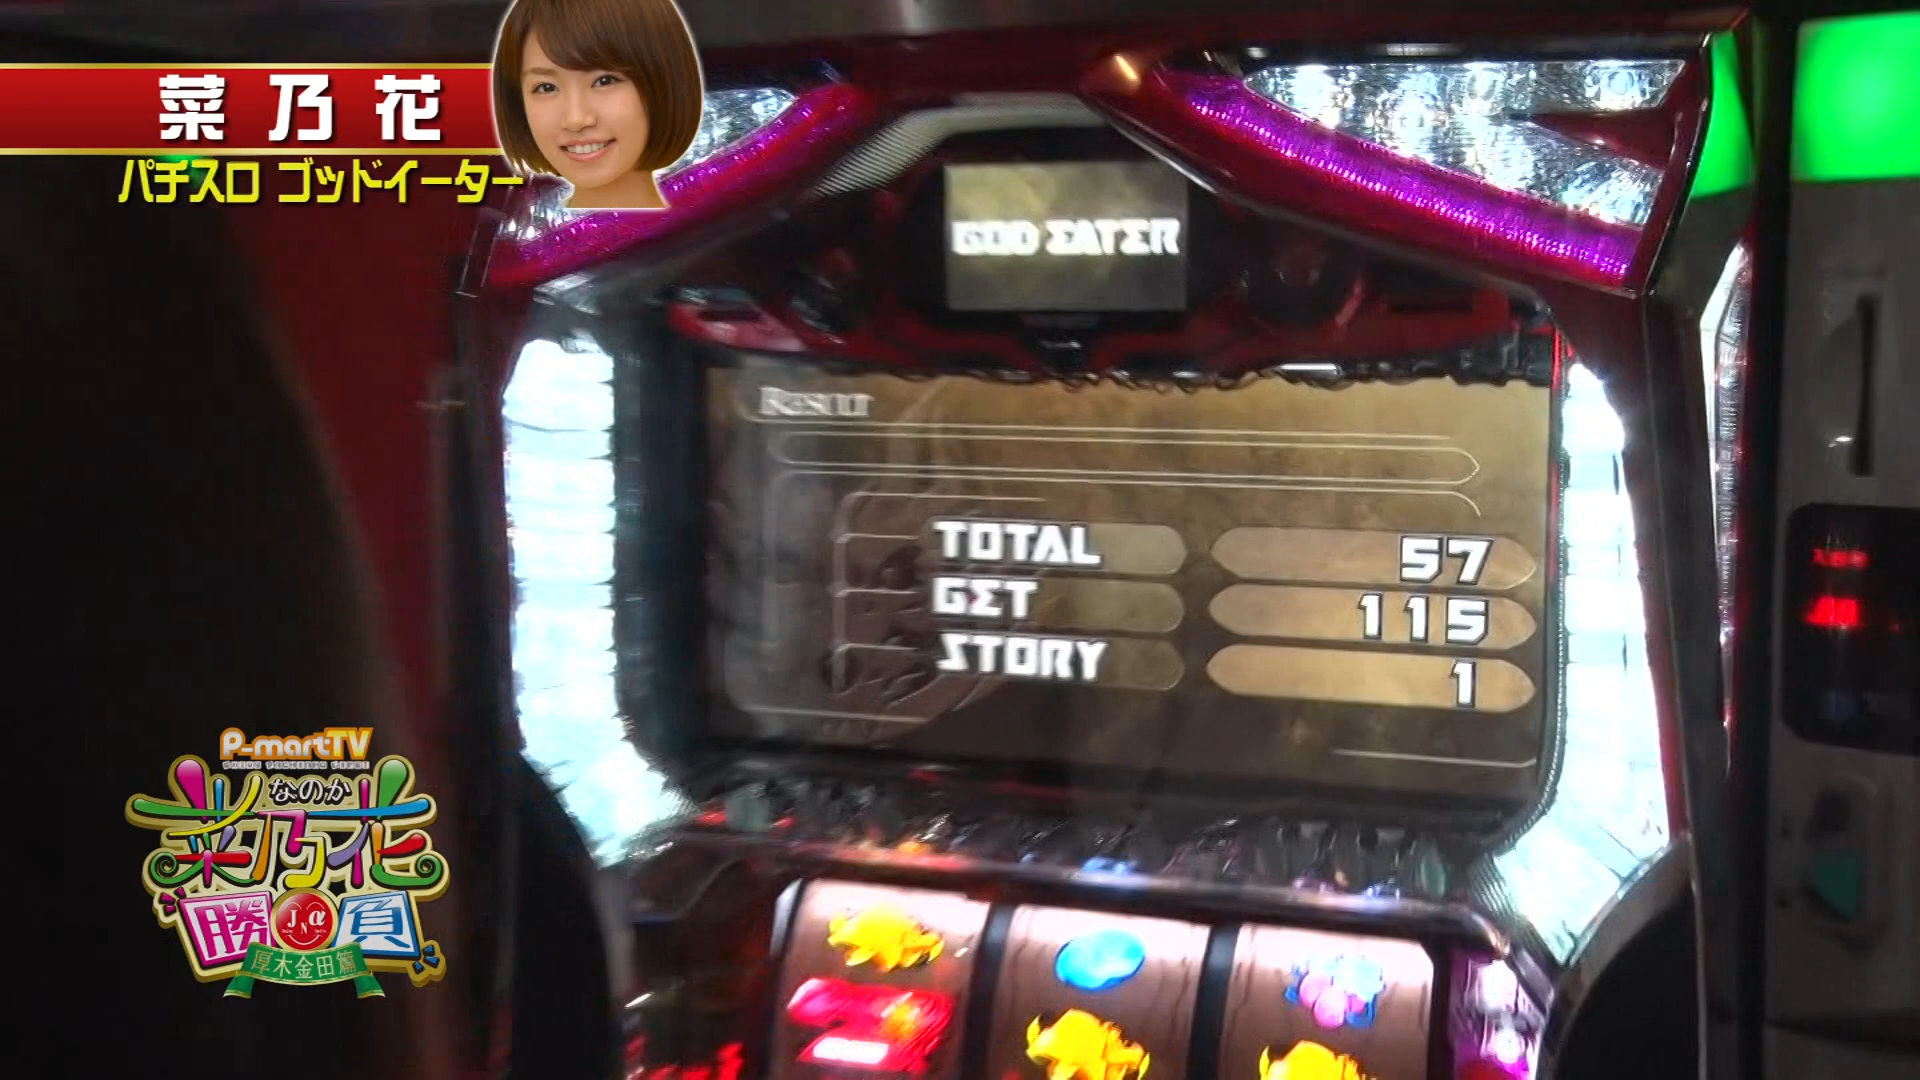 菜乃花
パチスロ ゴッドイーター
GOD EATER
RESULT
TOTAL 57
GET 115
STORY 1
P-martTV
なのか
菜乃花
勝負
JNα
厚木金田篇